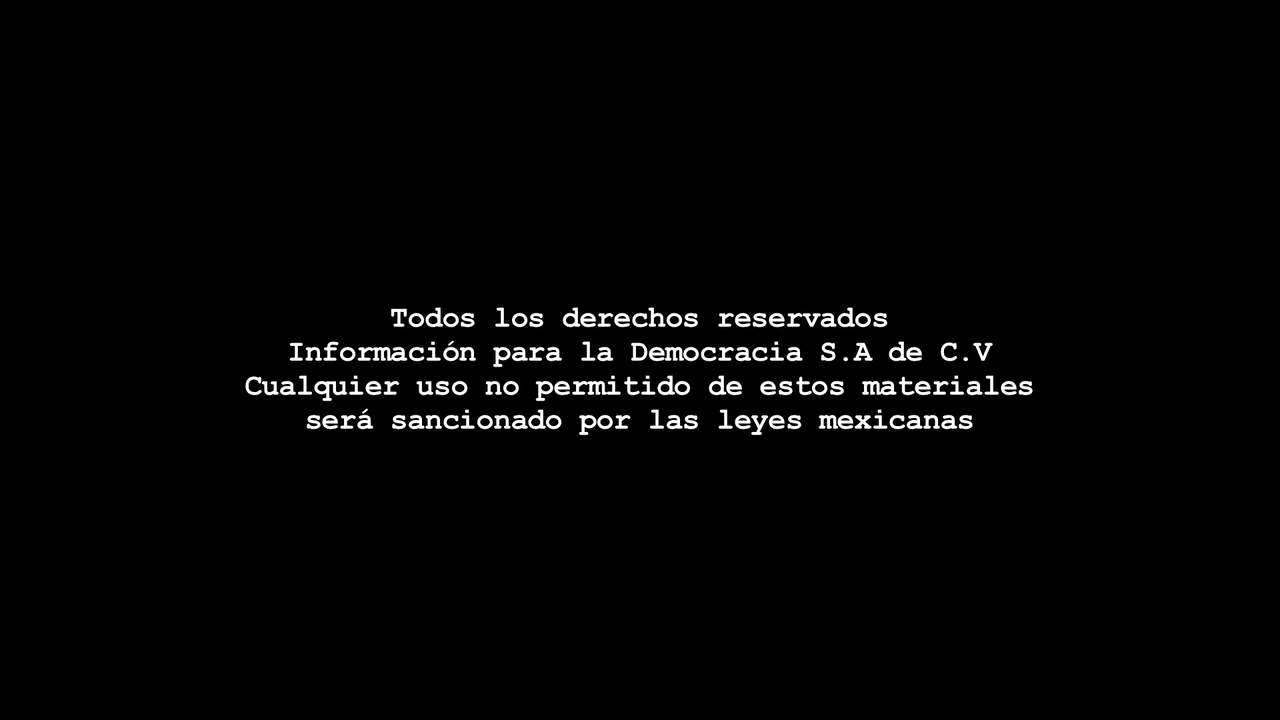 Todos los derechos reservados
Información para la Democracia S.A de C.V
Cualquier uso no permitido de estos materiales
será sancionado por las leyes mexicanas